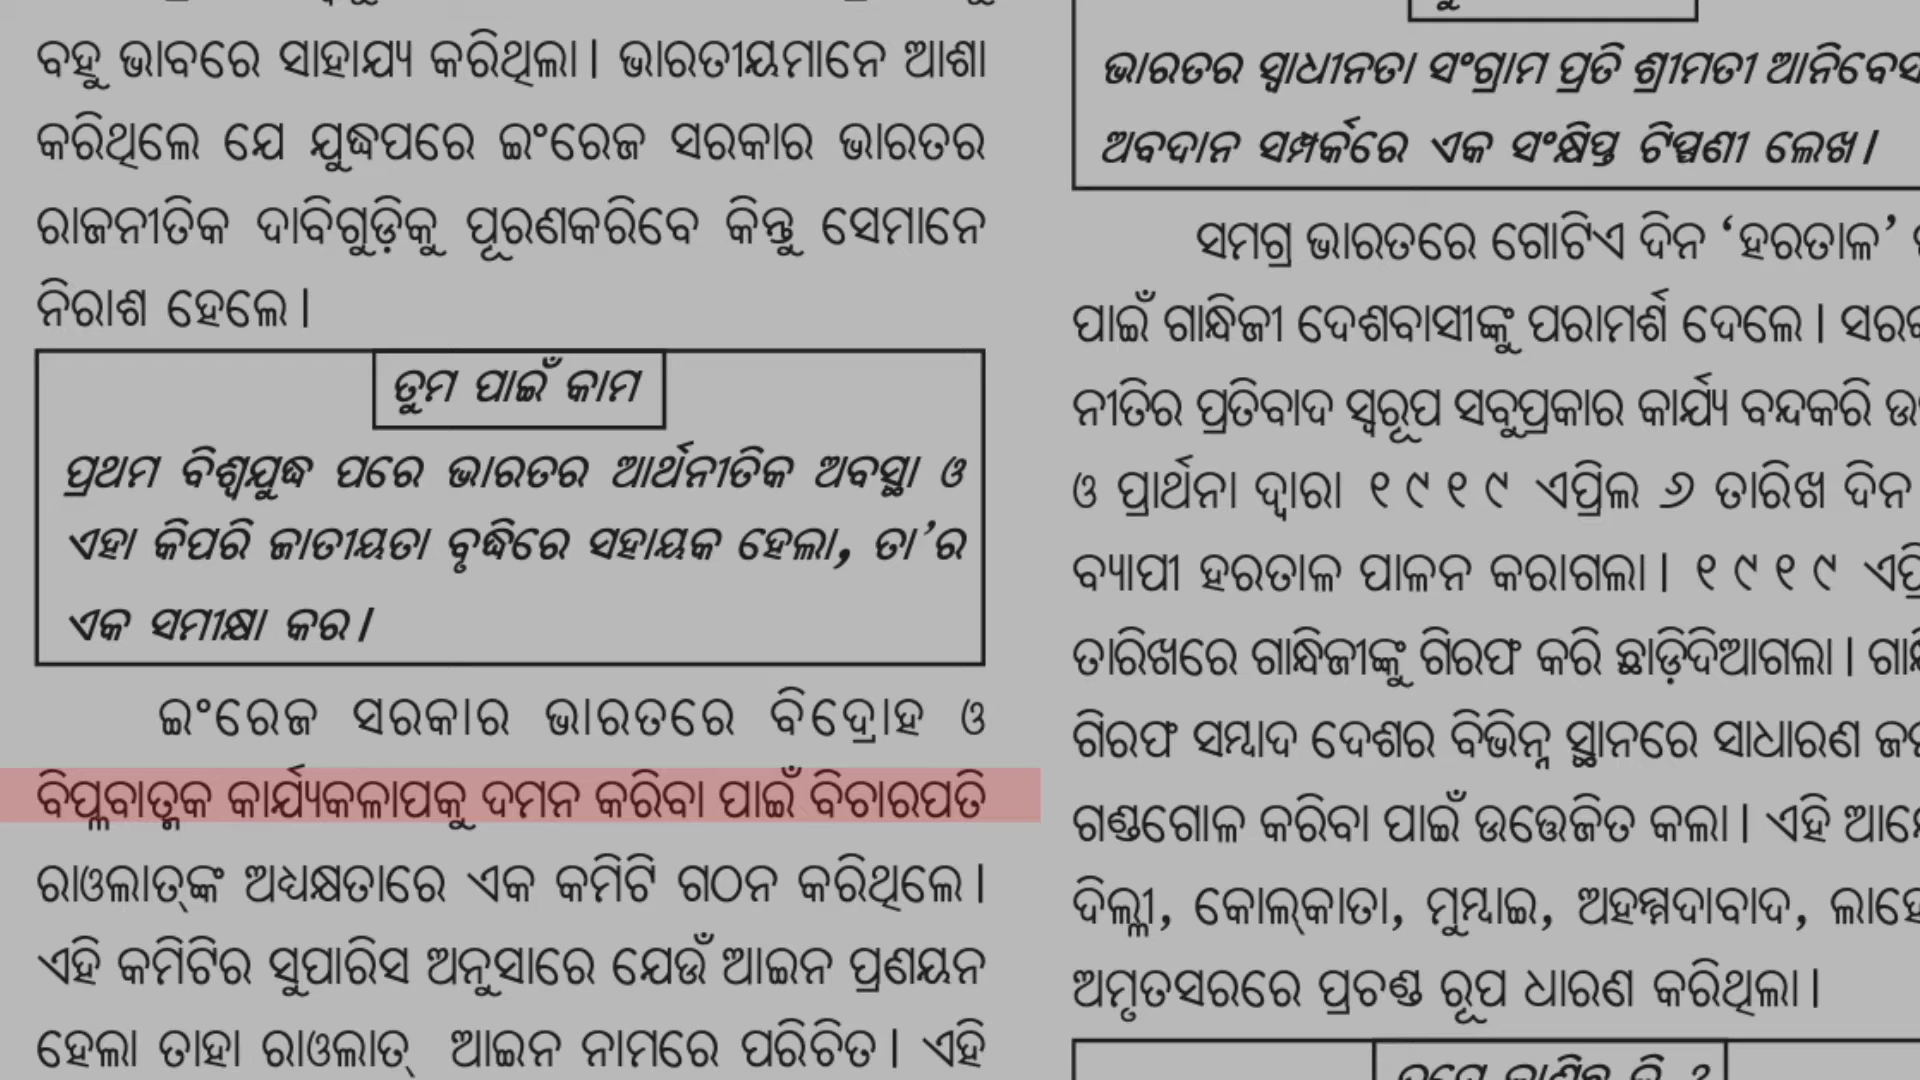 ବହୁ ଭାବରେ ସାହାଯ୍ୟ କରିଥିଲା। ଭାରତୀୟମାନେ ଆଶା
କରିଥିଲେ ଯେ ଯୁଦ୍ଧପରେ ଇଂରେଜ ସରକାର ଭାରତର
ରାଜନୀତିକ ଦାବିଗୁଡ଼ିକୁ ପୂରଣକରିବେ କିନ୍ତୁ ସେମାନେ
ନିରାଶ ହେଲେ।
ତୁମ ପାଇଁ କାମ
ପ୍ରଥମ ବିଶ୍ୱଯୁଦ୍ଧ ପରେ ଭାରତର ଆର୍ଥନୀତିକ ଅବସ୍ଥା ଓ
ଏହା କିପରି ଜାତୀୟତା ବୃଦ୍ଧିରେ ସହାୟକ ହେଲା, ତା’ର
ଏକ ସମୀକ୍ଷା କର।
ଇଂରେଜ ସରକାର ଭାରତରେ ବିଦ୍ରୋହ ଓ
ବିପ୍ଳବାତ୍ମକ କାର୍ଯ୍ୟକଳାପକୁ ଦମନ କରିବା ପାଇଁ ବିଚାରପତି
ରାଓଲାତ୍‌ଙ୍କ ଅଧ୍ୟକ୍ଷତାରେ ଏକ କମିଟି ଗଠନ କରିଥିଲେ।
ଏହି କମିଟିର ସୁପାରିସ ଅନୁସାରେ ଯେଉଁ ଆଇନ ପ୍ରଣୟନ
ହେଲା ତାହା ରାଓଲାତ୍ ଆଇନ ନାମରେ ପରିଚିତ। ଏହି
ଭାରତର ସ୍ୱାଧୀନତା ସଂଗ୍ରାମ ପ୍ରତି ଶ୍ରୀମତୀ
ଅବଦାନ ସମ୍ପର୍କରେ ଏକ ସଂକ୍ଷିପ୍ତ ଟିପ୍ପଣୀ ଲେଖ।
ସମଗ୍ର ଭାରତରେ ଗୋଟିଏ ଦିନ ‘ହରତାଳ’
ପାଇଁ ଗାନ୍ଧିଜୀ ଦେଶବାସୀଙ୍କୁ ପରାମର୍ଶ ଦେଲେ।
ନୀତିର ପ୍ରତିବାଦ ସ୍ୱରୂପ ସବୁପ୍ରକାର କାର୍ଯ୍ୟ ବନ୍ଦକରି
ଓ ପ୍ରାର୍ଥନା ଦ୍ୱାରା ୧୯୧୯ ଏପ୍ରିଲ ୬ ତାରିଖ ଦିନ
ବ୍ୟାପୀ ହରତାଳ ପାଳନ କରାଗଲା। ୧୯୧୯
ତାରିଖରେ ଗାନ୍ଧିଜୀଙ୍କୁ ଗିରଫ କରି ଛାଡ଼ିଦିଆଗଲା।
ଗିରଫ ସମ୍ବାଦ ଦେଶର ବିଭିନ୍ନ ସ୍ଥାନରେ ସାଧାରଣ
ଗଣ୍ଡଗୋଳ କରିବା ପାଇଁ ଉତ୍ତେଜିତ କଲା। ଏହି
ଦିଲ୍ଲୀ, କୋଲ୍‌କାତା, ମୁମ୍ବାଇ, ଅହମ୍ମଦାବାଦ,
ଅମୃତସରରେ ପ୍ରଚଣ୍ଡ ରୂପ ଧାରଣ କରିଥିଲା।